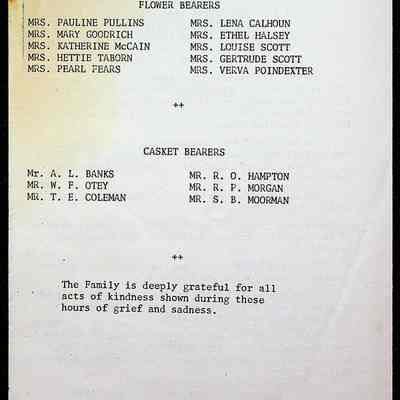 FLOWER BEARERS
MRS. PAULINE PULLINS MRS. LENA CALHOUN
MRS. MARY GOODRICH MRS. ETHEL HALSEY
MRS. KATHERINE McCAIN MRS. LOUISE SCOTT
MRS. HETTIE TABORN MRS. GERTRUDE SCOTT
MRS. PEARL FEARS MRS. VERVA POINDEXTER
++
CASKET BEARERS
Mr. A. L. BANKS MR. R. O. HAMPTON
MR. W. F. OTEY MR. R. P. MORGAN
MR. T. E. COLEMAN MR. S. B. MOORMAN
++
The Family is deeply grateful for all
acts of kindness shown during these
hours of grief and sadness.